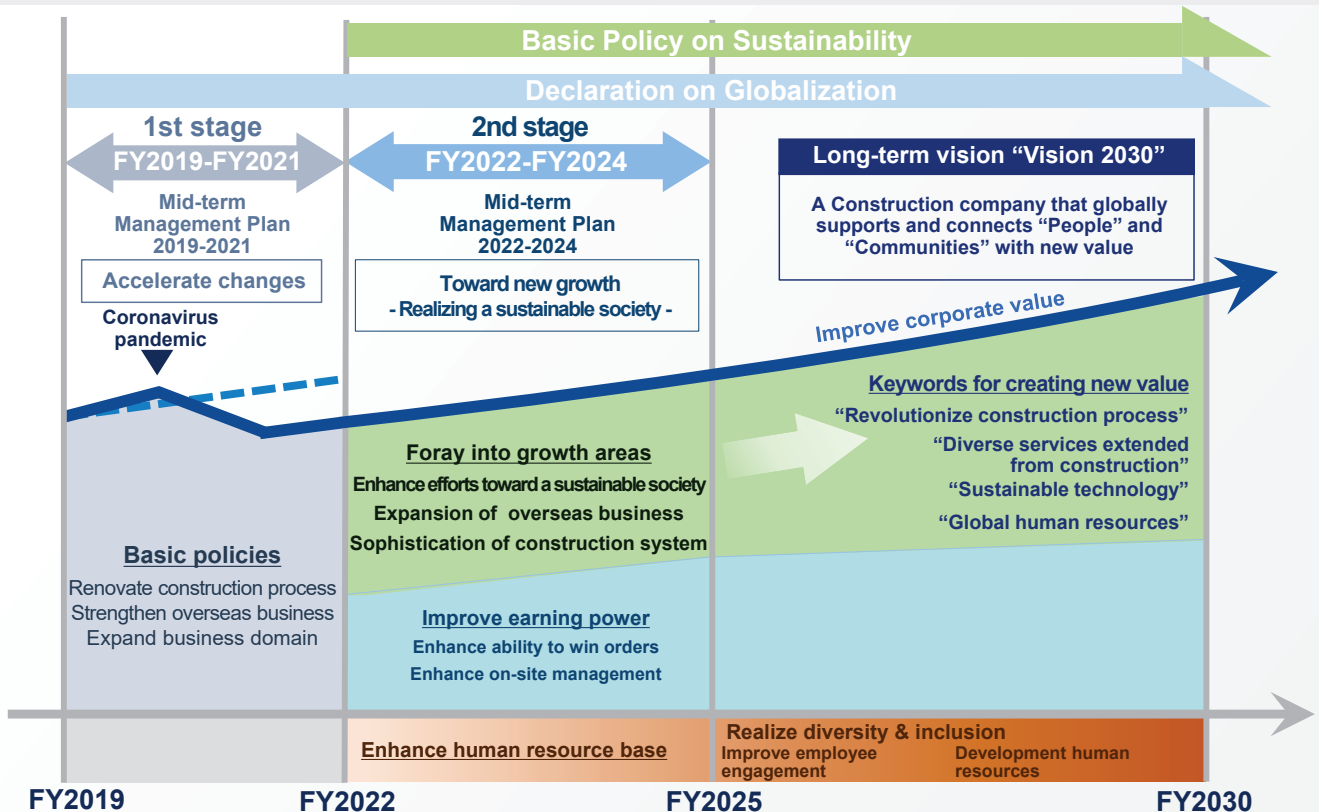 Basic Policy on Sustainability
Declaration on Globalization
1st stage
FY2019-FY2021
Mid-term
Management Plan
2019-2021
Accelerate changes
Coronavirus
pandemic
2nd stage
FY2022-FY2024
Mid-term
Management Plan
2022-2024
Toward new growth
- Realizing a sustainable society -
Long-term vision “Vision 2030”
A Construction company that globally
supports and connects “People” and
“Communities” with new value
Improve corporate value
Basic policies
Renovate construction process
Strengthen overseas business
Expand business domain
Foray into growth areas
Enhance efforts toward a sustainable society
Expansion of overseas business
Sophistication of construction system
Improve earning power
Enhance ability to win orders
Enhance on-site management
Keywords for creating new value
“Revolutionize construction process”
“Diverse services extended
from construction”
“Sustainable technology”
“Global human resources”
Enhance human resource base
Realize diversity & inclusion
Improve employee
engagement
Development human
resources
FY2019
FY2022
FY2025
FY2030